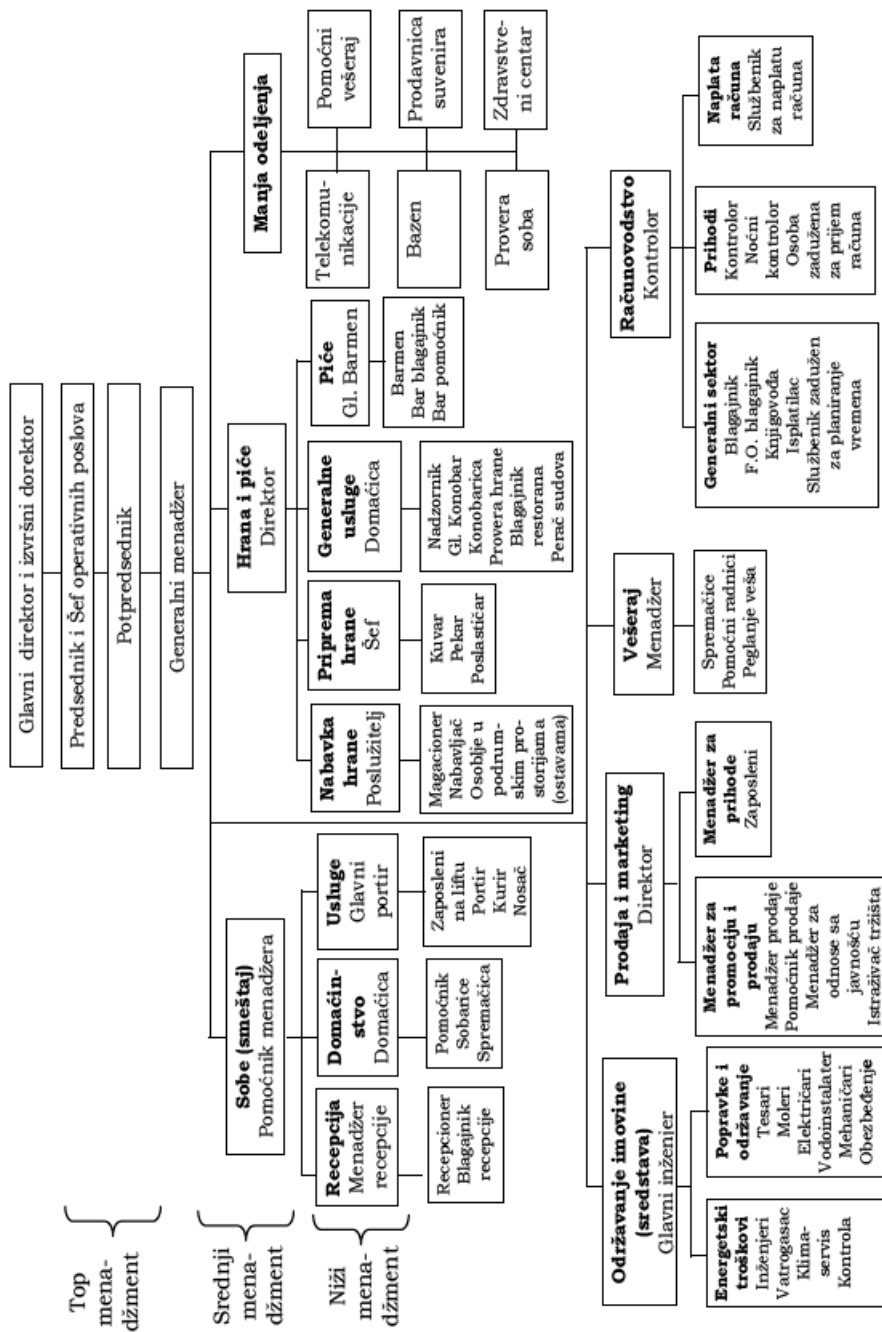 Glavni direktor i izvršni dorektor
Predsednik i Šef operativnih poslova
Potpredsednik
Generalni menadžer
Top
mena-
džment
Srednji
mena-
džment
Niži
mena-
džment
Sobe (smeštaj)
Pomoćnik menadžera
Recepcija
Menadžer
recepcije
Recepcioner
Blagajnik
recepcije
Domaćin-
stvo
Domaćica
Pomoćnik
Sobarice
Spremačica
Usluge
Glavni
portir
Zaposleni
na liftu
Portir
Kurir
Nosač
Hrana i piće
Direktor
Nabavka
hrane
Poslužitelj
Magacioner
Nabavljač
Osoblje u
podrum-
skim pro-
storijama
(ostavama)
Priprema
hrane
Šef
Kuvar
Pekar
Poslastičar
Generalne
usluge
Domaćica
Nadzornik
Gl. Konobar
Konobarica
Provera hrane
Blagajnik
restorana
Perač sudova
Piće
Gl. Barmen
Barmen
Bar blagajnik
Bar pomoćnik
Manja odeljenja
Telekomu-
nikacije
Pomoćni
vešeraj
Bazen
Prodavnica
suvenira
Provera
soba
Zdravstve-
ni centar
Održavanje imovine
(sredstava)
Glavni inženjer
Energetski
troškovi
Inženjeri
Vatrogasac
Klima-
servis
Kontrola
Popravke i
održavanje
Tesari
Moleri
Električari
Vodoinstalater
Mehaničari
Obezbeđenje
Prodaja i marketing
Direktor
Menadžer za
promociju i
prodaju
Menadžer prodaje
Pomoćnik prodaje
Menadžer za
odnose sa
javnošću
Istraživač tržišta
Menadžer za
prihode
Zaposleni
Vešeraj
Menadžer
Spremačice
Pomoćni radnici
Peglanje veša
Računovodstvo
Kontrolor
Generalni sektor
Blagajnik
F.O. blagajnik
Knjigovođa
Isplatilac
Službenik zadužen
za planiranje
vremena
Prihodi
Kontrolor
Noćni
kontrolor
Osoba
zadužena
za prijem
računa
Naplata
računa
Službenik
za naplatu
računa